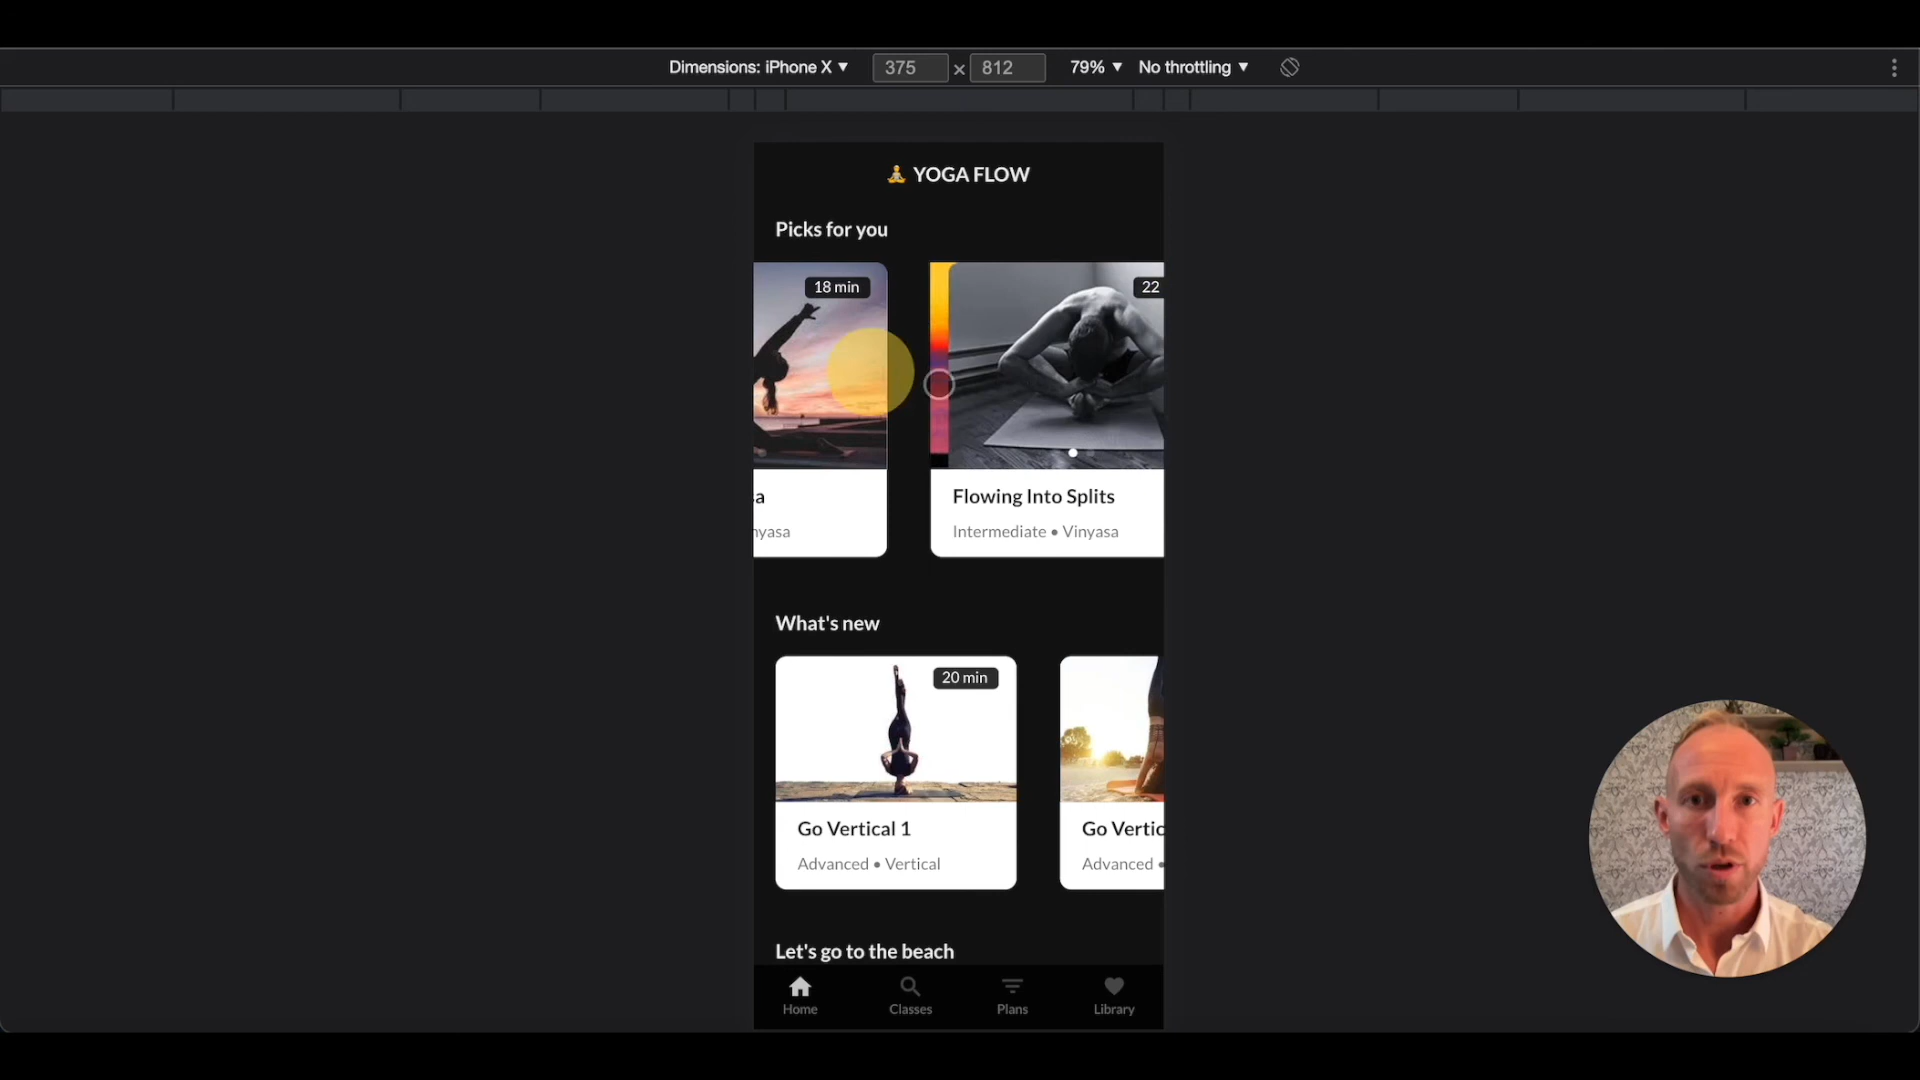 Dimensions: iPhone X ▼ 375 × 812 79% ▼ No throttling ▼
YOGA FLOW
Picks for you
18 min
22
a
nyasa
Flowing Into Splits
Intermediate • Vinyasa
What's new
20 min
Go Vertical 1
Advanced • Vertical
Go Vertic
Advanced •
Let's go to the beach
Home Classes Plans Library